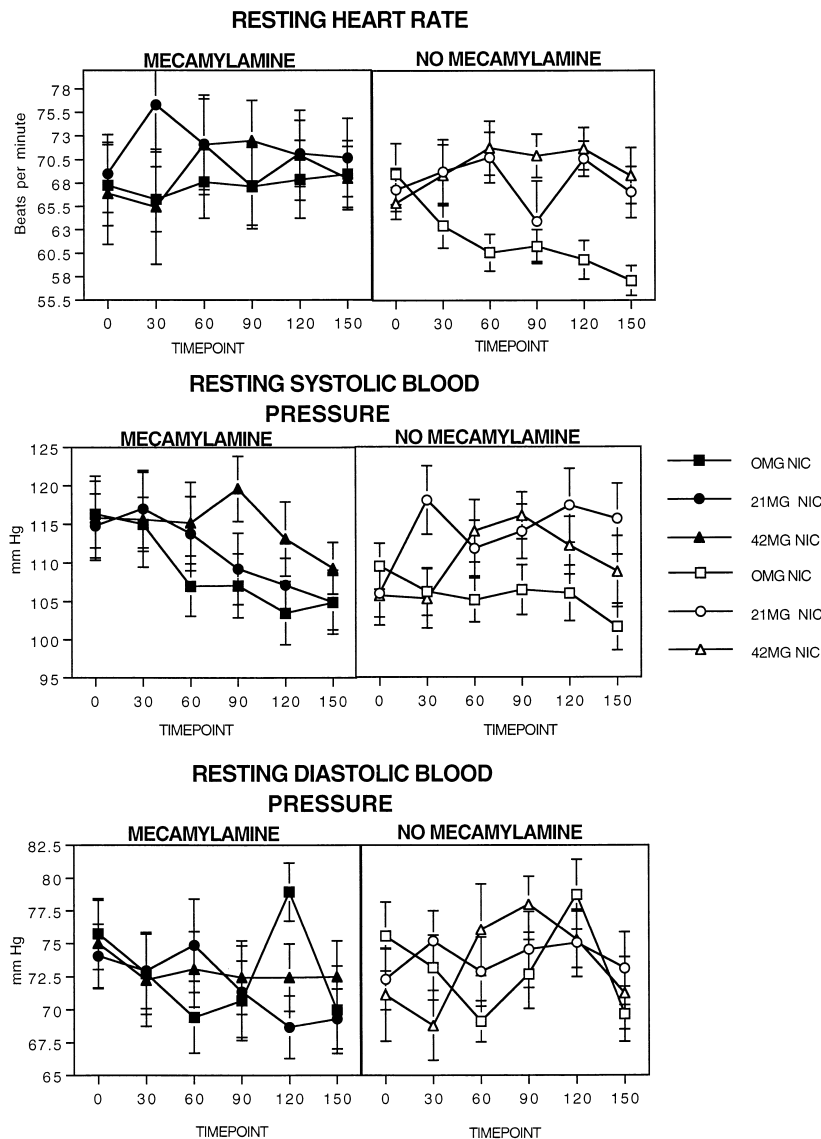 RESTING HEART RATE
MECAMYLAMINE
NO MECAMYLAMINE
Beats per minute
78
75.5
73
70.5
68
65.5
63
60.5
58
55.5
0 30 60 90 120 150
0 30 60 90 120 150
TIMEPOINT
TIMEPOINT
RESTING SYSTOLIC BLOOD
PRESSURE
MECAMYLAMINE
NO MECAMYLAMINE
mm Hg
125
120
115
110
105
100
95
0 30 60 90 120 150
0 30 60 90 120 150
TIMEPOINT
TIMEPOINT
OMG NIC
21MG NIC
42MG NIC
OMG NIC
21MG NIC
42MG NIC
RESTING DIASTOLIC BLOOD
PRESSURE
MECAMYLAMINE
NO MECAMYLAMINE
mm Hg
82.5
80
77.5
75
72.5
70
67.5
65
0 30 60 90 120 150
0 30 60 90 120 150
TIMEPOINT
TIMEPOINT